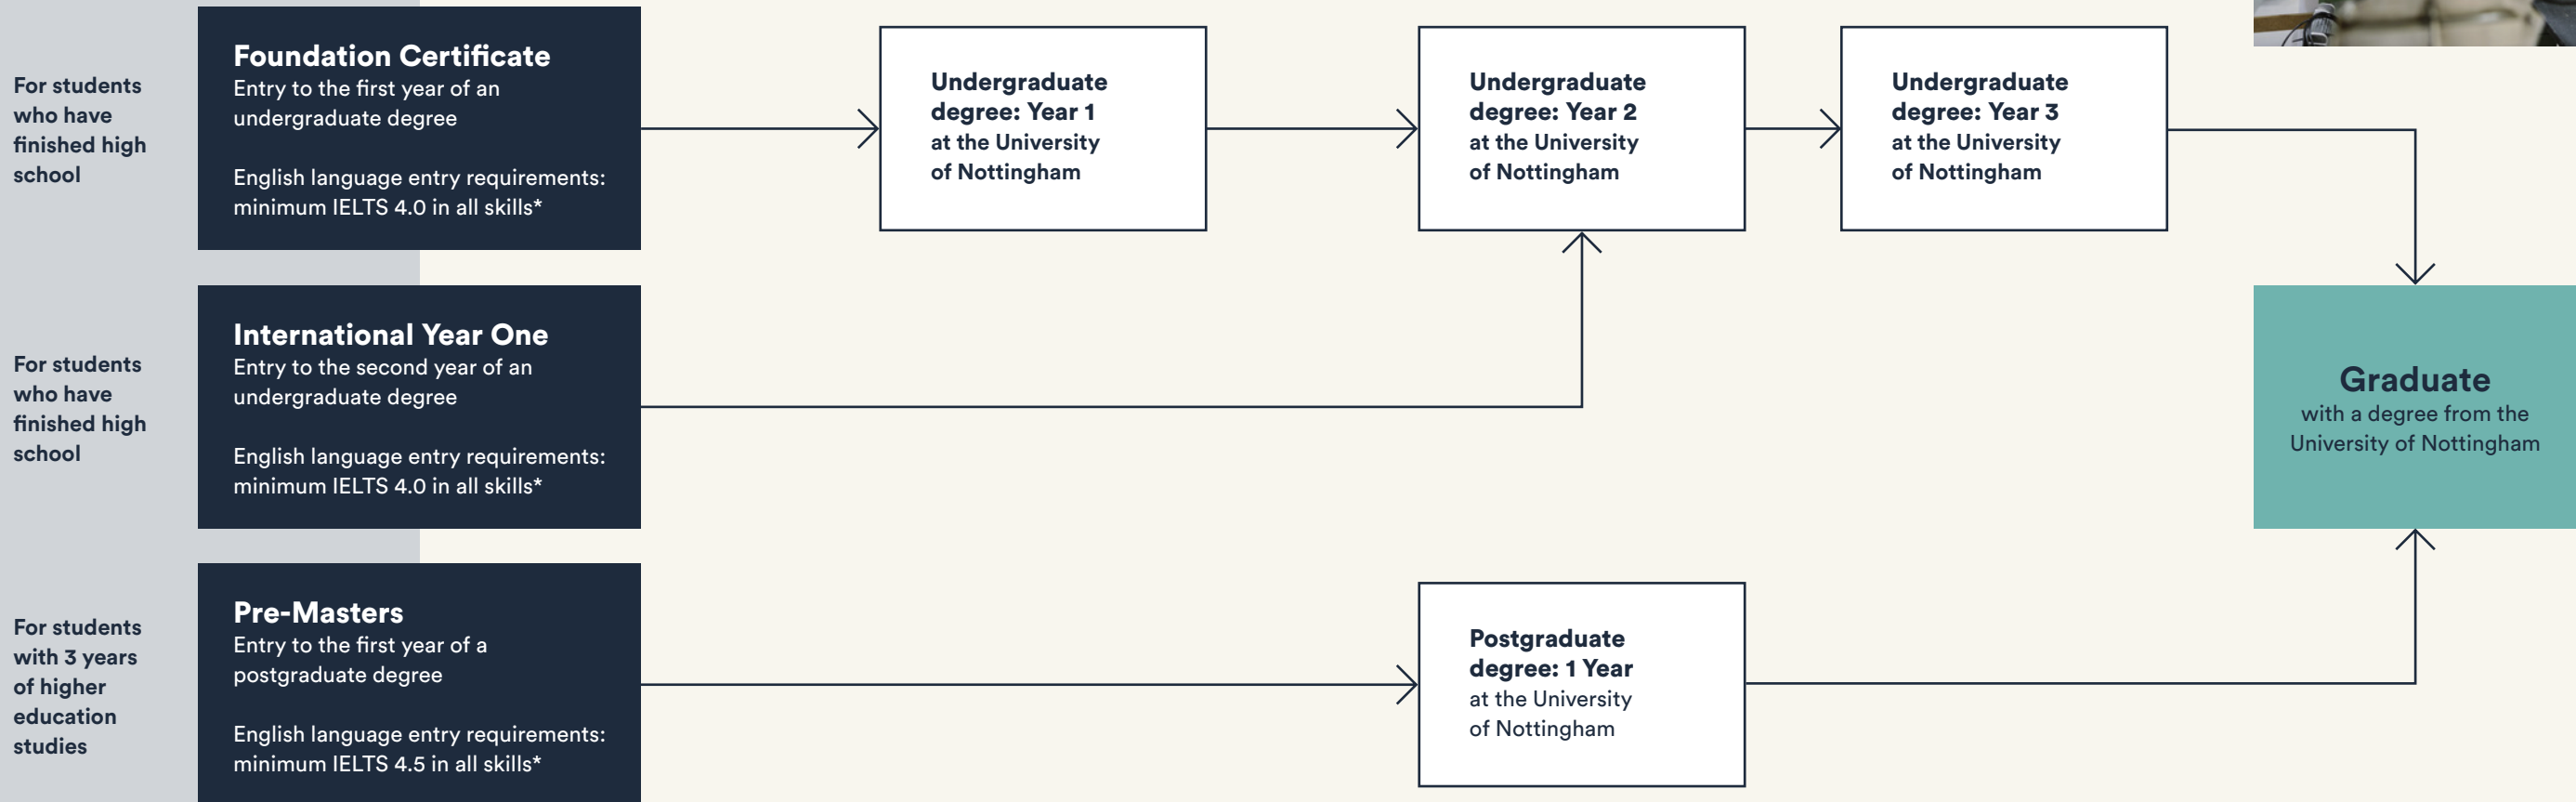 For students
who have
finished high
school
Foundation Certificate
Entry to the first year of an
undergraduate degree
English language entry requirements:
minimum IELTS 4.0 in all skills*
Undergraduate
degree: Year 1
at the University
of Nottingham
Undergraduate
degree: Year 2
at the University
of Nottingham
Undergraduate
degree: Year 3
at the University
of Nottingham
For students
who have
finished high
school
International Year One
Entry to the second year of an
undergraduate degree
English language entry requirements:
minimum IELTS 4.0 in all skills*
Graduate
with a degree from the
University of Nottingham
For students
with 3 years
of higher
education
studies
Pre-Masters
Entry to the first year of a
postgraduate degree
English language entry requirements:
minimum IELTS 4.5 in all skills*
Postgraduate
degree: 1 Year
at the University
of Nottingham